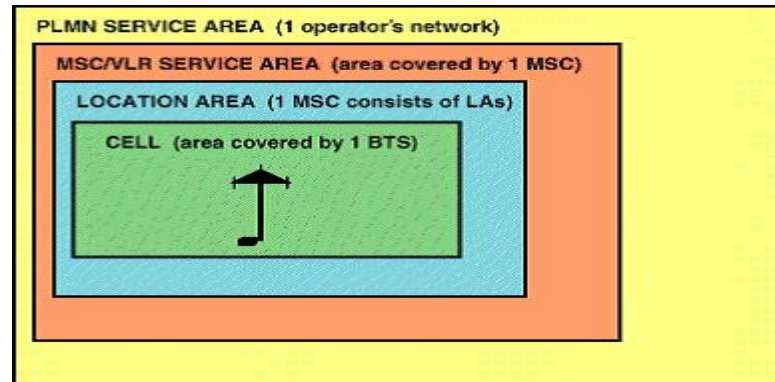 PLMN SERVICE AREA (1 operator's network)
MSC/VLR SERVICE AREA (area covered by 1 MSC)
LOCATION AREA (1 MSC consists of LAs)
CELL (area covered by 1 BTS)